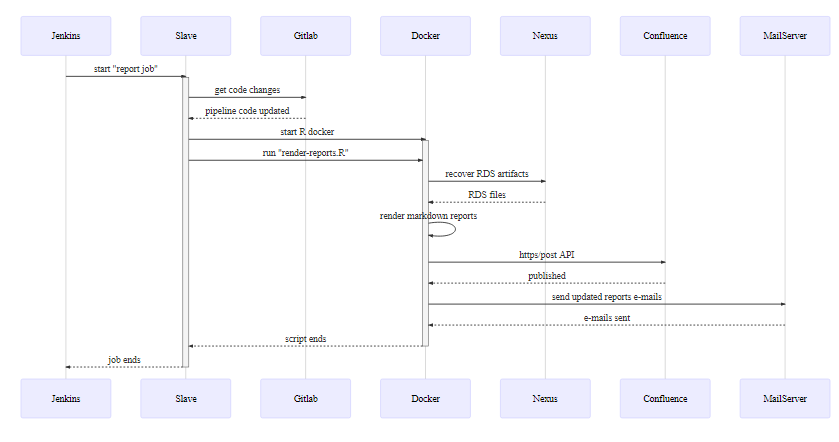 Jenkins Slave Gitlab Docker Nexus Confluence MailServer
start "report job"
get code changes
pipeline code updated
start R docker
run "render-reports.R"
recover RDS artifacts
RDS files
render markdown reports
https/post API
published
send updated reports e-mails
e-mails sent
script ends
job ends
Jenkins Slave Gitlab Docker Nexus Confluence MailServer